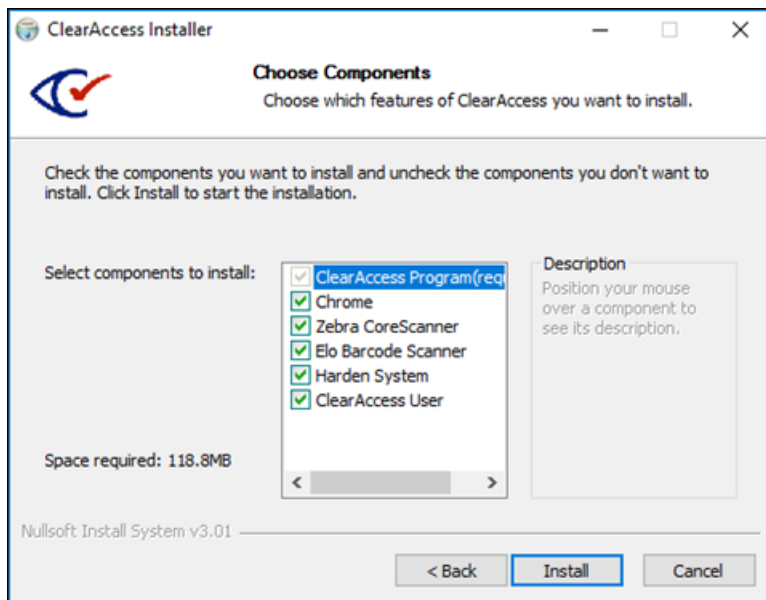 ClearAccess Installer
Choose Components
Choose which features of ClearAccess you want to install.
Check the components you want to install and uncheck the components you don't want to
install. Click Install to start the installation.
Select components to install:
ClearAccess Program(req
Chrome
Zebra CoreScanner
Elo Barcode Scanner
Harden System
ClearAccess User
Description
Position your mouse
over a component to
see its description.
Space required: 118.8MB
Nullsoft Install System v3.01
< Back
Install
Cancel